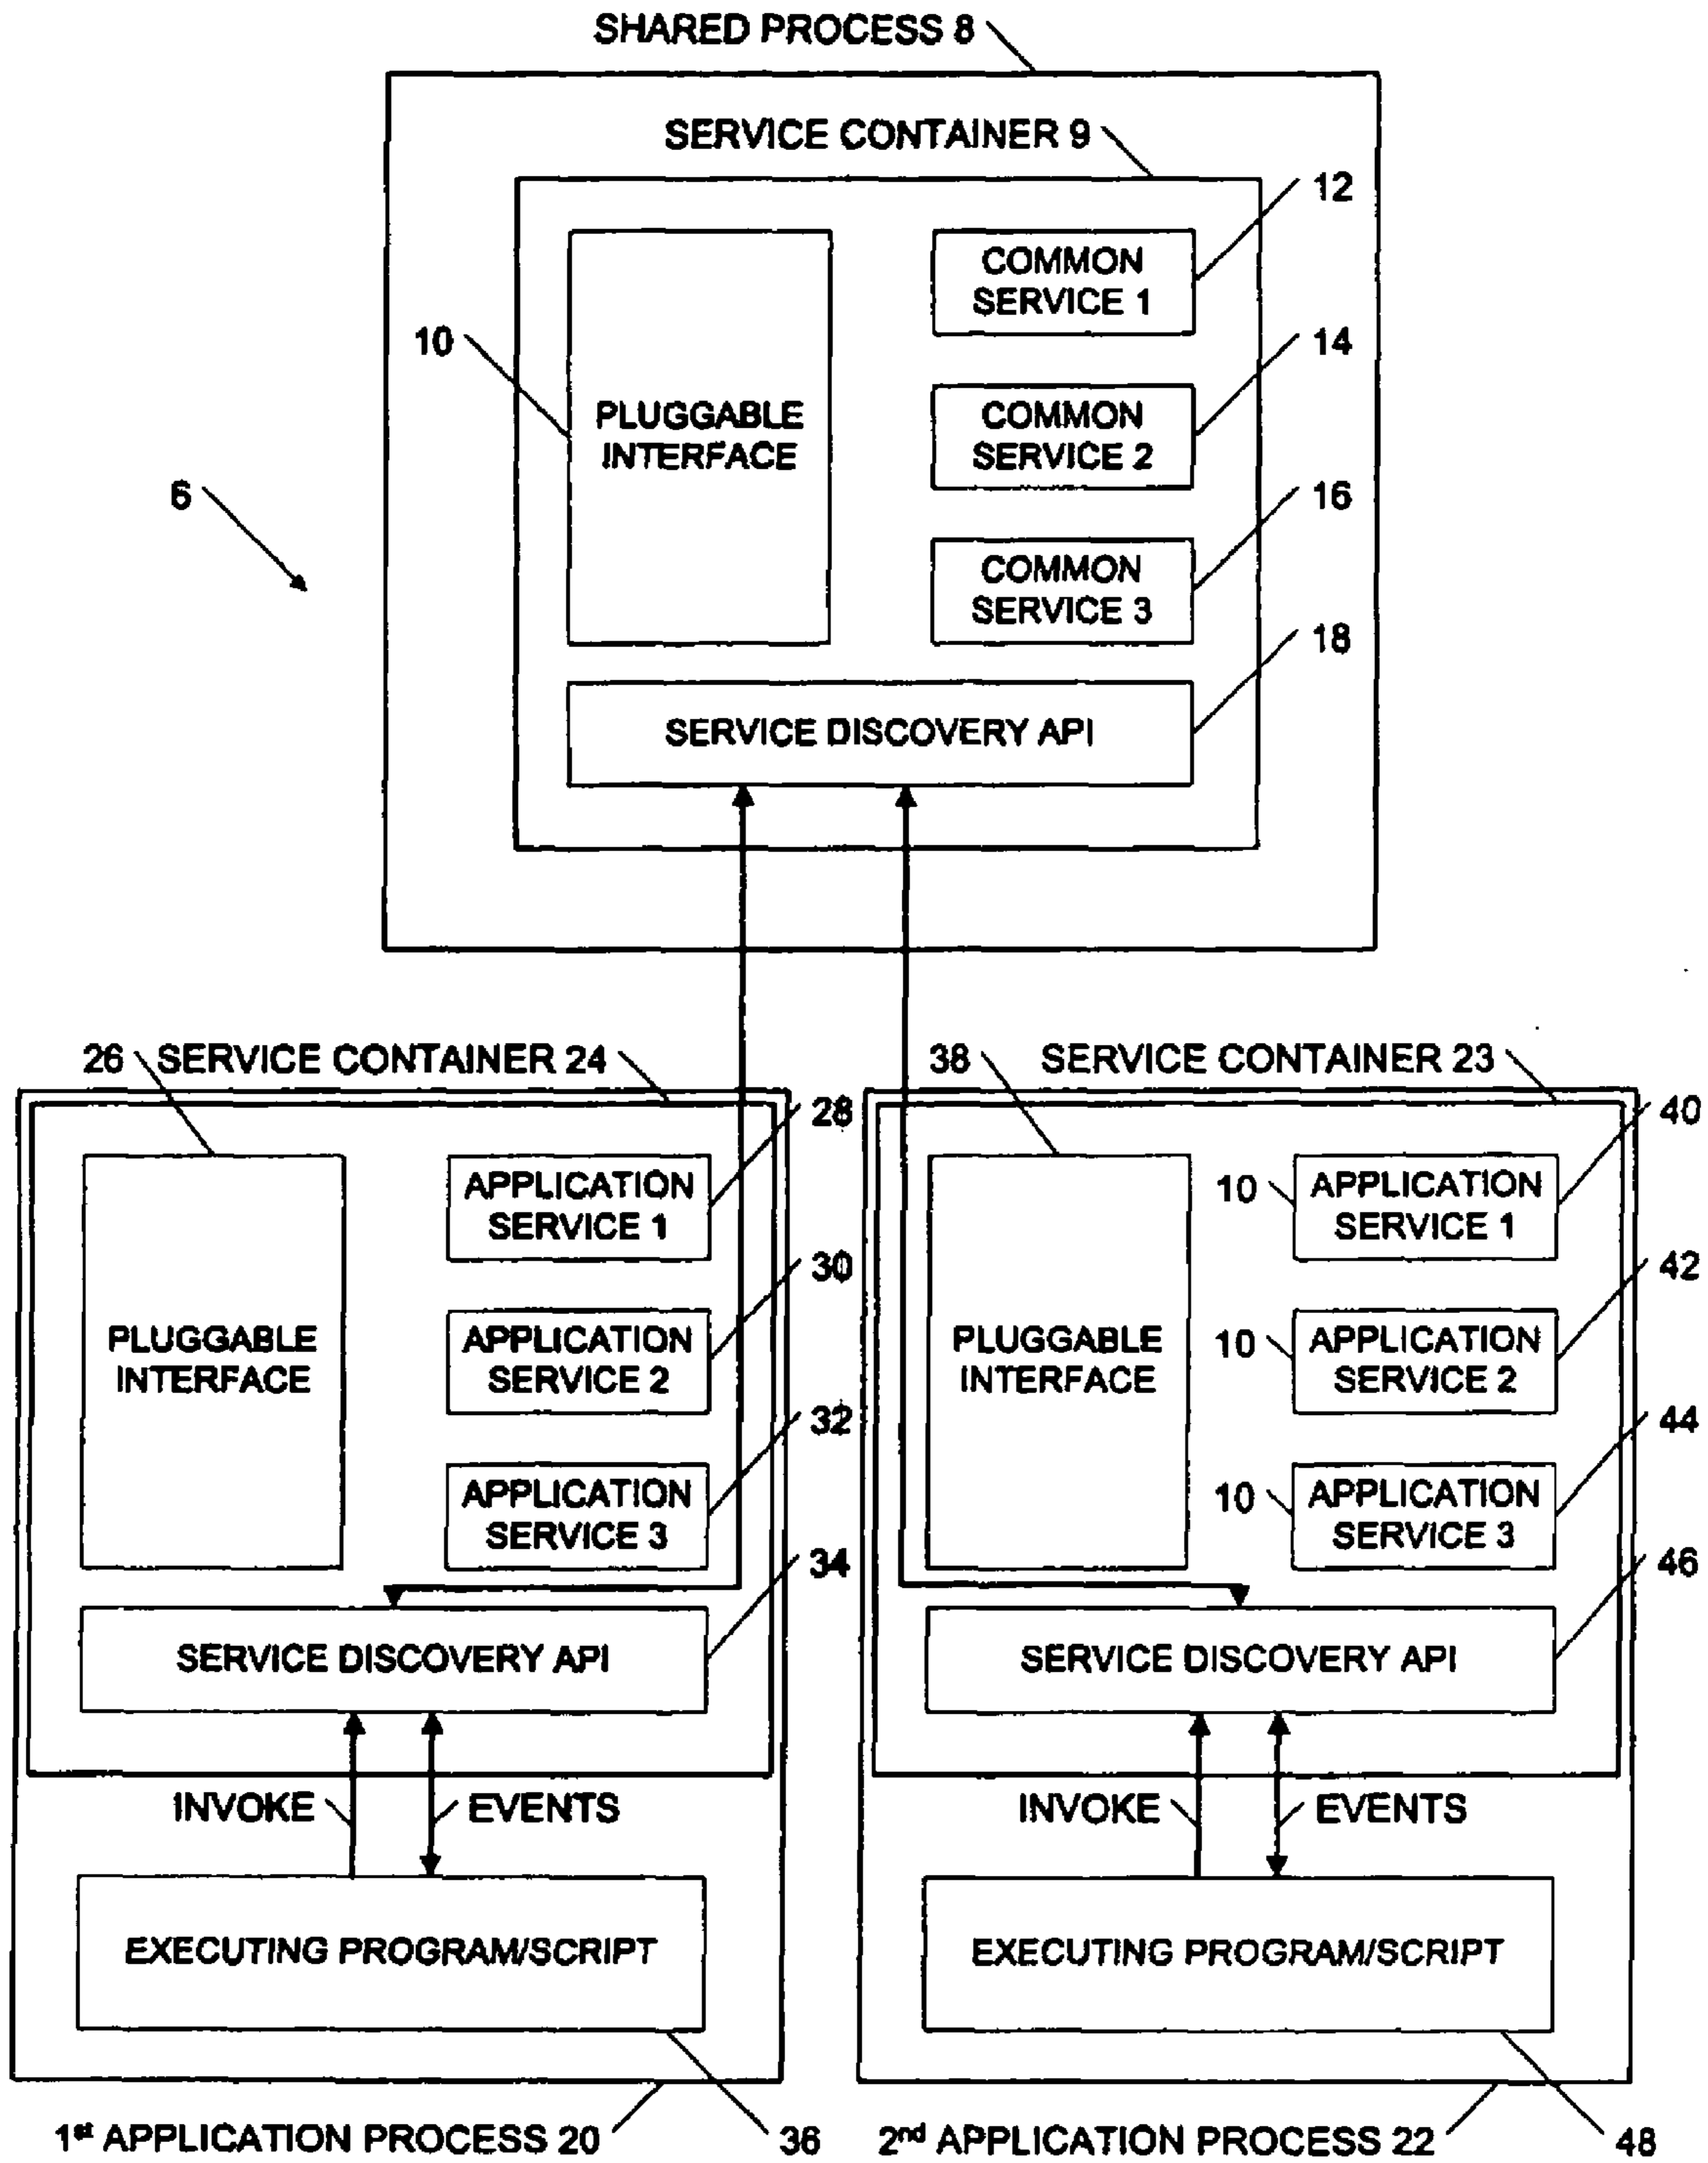 SHARED PROCESS 8
SERVICE CONTAINER 9
12
COMMON
SERVICE 1
10
14
PLUGGABLE
INTERFACE
COMMON
SERVICE 2
6
16
COMMON
SERVICE 3
18
SERVICE DISCOVERY API
26
SERVICE CONTAINER 24
28
APPLICATION
SERVICE 1
30
PLUGGABLE
INTERFACE
APPLICATION
SERVICE 2
32
APPLICATION
SERVICE 3
34
SERVICE DISCOVERY API
INVOKE
EVENTS
EXECUTING PROGRAM/SCRIPT
1st APPLICATION PROCESS 20
36
38
SERVICE CONTAINER 23
40
10
APPLICATION
SERVICE 1
42
PLUGGABLE
INTERFACE
10
APPLICATION
SERVICE 2
44
10
APPLICATION
SERVICE 3
46
SERVICE DISCOVERY API
INVOKE
EVENTS
EXECUTING PROGRAM/SCRIPT
2nd APPLICATION PROCESS 22
48